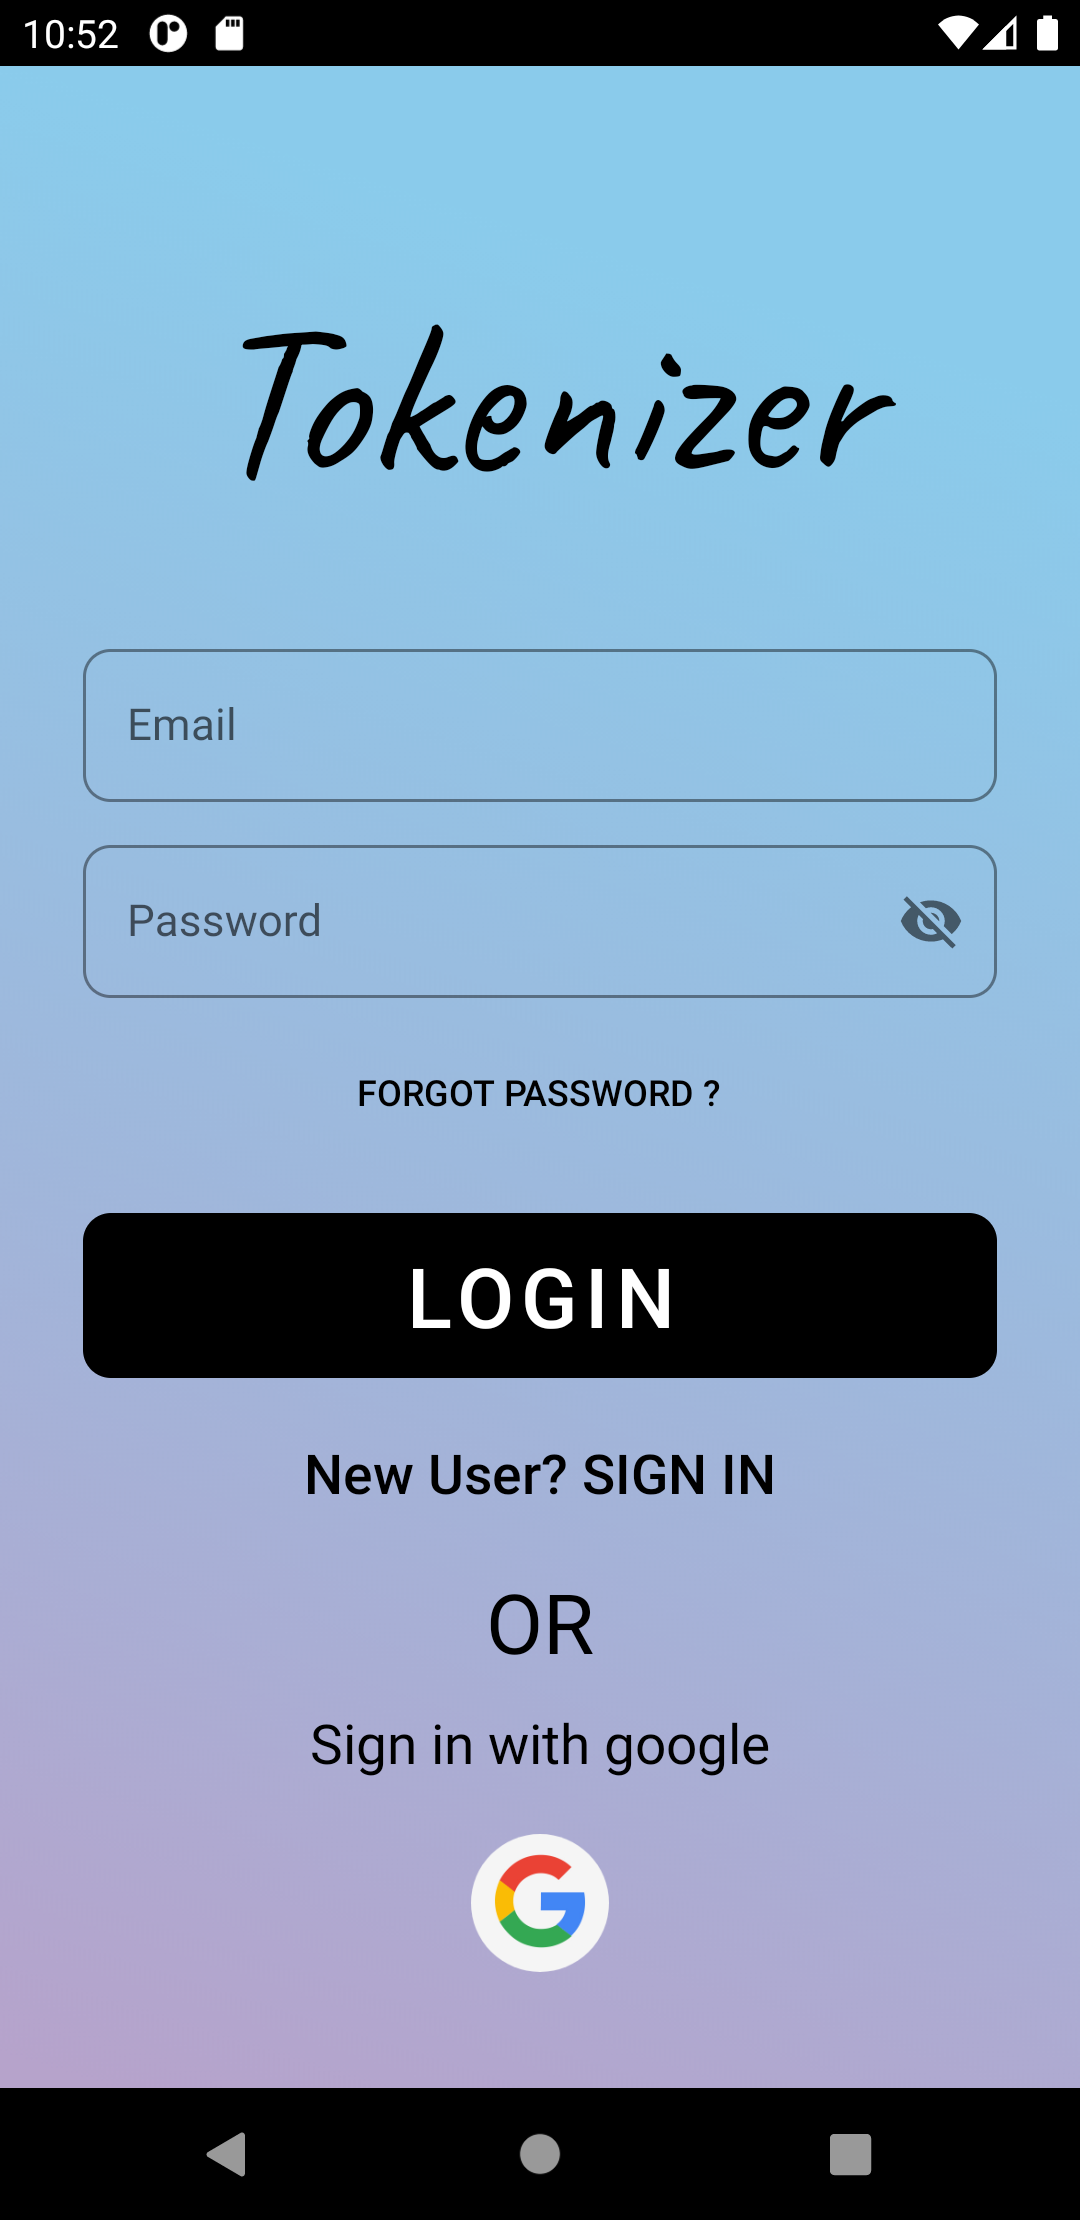 10:52
Tokenizer
Email
Password
FORGOT PASSWORD ?
LOGIN
New User? SIGN IN
OR
Sign in with google